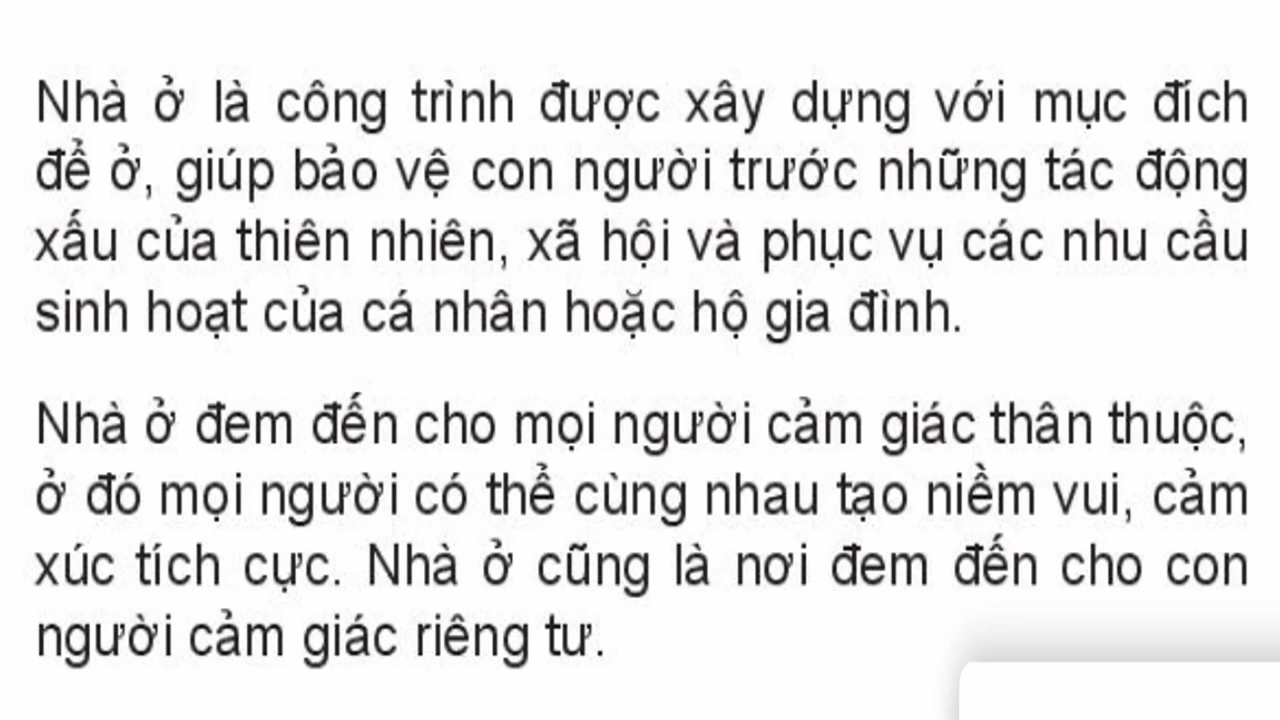 Nhà ở là công trình được xây dựng với mục đích
để ở, giúp bảo vệ con người trước những tác động
xấu của thiên nhiên, xã hội và phục vụ các nhu cầu
sinh hoạt của cá nhân hoặc hộ gia đình.
Nhà ở đem đến cho mọi người cảm giác thân thuộc,
ở đó mọi người có thể cùng nhau tạo niềm vui, cảm
xúc tích cực. Nhà ở cũng là nơi đem đến cho con
người cảm giác riêng tư.